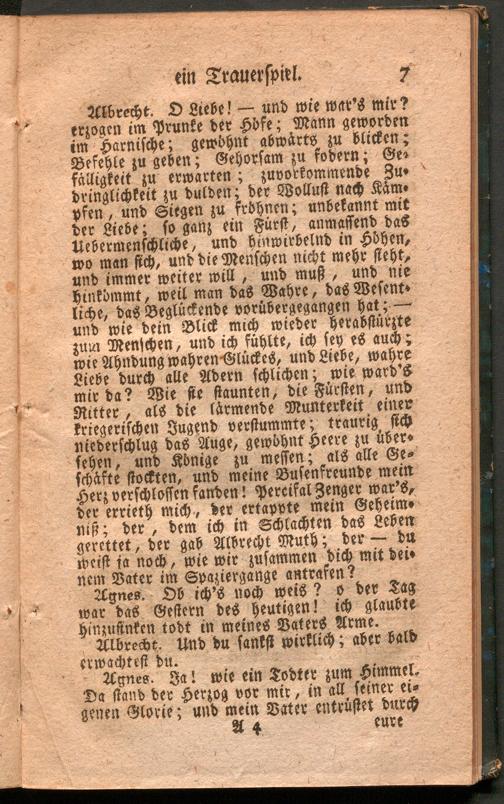 ein Trauerspiel. 7
Albrecht. O Liebe! — und wie war's mir?
erzogen im Prunke der Höfe; Mann geworden
im Harnische; gewöhnt abwärts zu blicken;
Befehle zu geben; Gehorsam zu fodern; Ge-
fälligkeit zu erwarten; zuvorkommende Zu-
dringlichkeit zu dulden; der Wollust nach Käm-
pfen, und Siegen zu fröhnen; unbekannt mit
der Liebe; so ganz ein Fürst, anmassend das
Uebermenschliche, und hinwirbelnd in Höhen,
wo man sich, und die Menschen nicht mehr sieht,
und immer weiter will, und muß, und nie
hinkömmt, weil man das Wahre, das Wesent-
liche, das Beglückende vorübergegangen hat; —
und wie dein Blick mich wieder herabstürzte
zum Menschen, und ich fühlte, ich sey es auch;
wie Ahndung wahren Glückes, und Liebe, wahre
Liebe durch alle Adern schlichen; wie ward's
mir da? Wie sie staunten, die Fürsten, und
Ritter, als die lärmende Munterkeit einer
kriegerischen Jugend verstummte; traurig sich
niederschlug das Auge, gewöhnt Heere zu über-
sehen, und Könige zu messen; als alle Ge-
schäfte stockten, und meine Busenfreunde mein
Herz verschlossen fanden! Percifal Zenger war's,
der errieth mich, der ertappte mein Geheim-
niß; der, dem ich in Schlachten das Leben
gerettet, der gab Albrecht Muth; der — du
weist ja noch, wie wir zusammen dich mit dei-
nem Vater im Spaziergange antrafen?
Agnes. Ob ich's noch weis? o der Tag
war das Gestern des heutigen! ich glaubte
hinzusinken todt in meines Vaters Arme.
Albrecht. Und du sankst wirklich; aber bald
erwachtest du.
Agnes. Ja! wie ein Todter zum Himmel.
Da stand der Herzog vor mir, in all seiner ei-
genen Glorie; und mein Vater entrüstet durch
A 4 eure